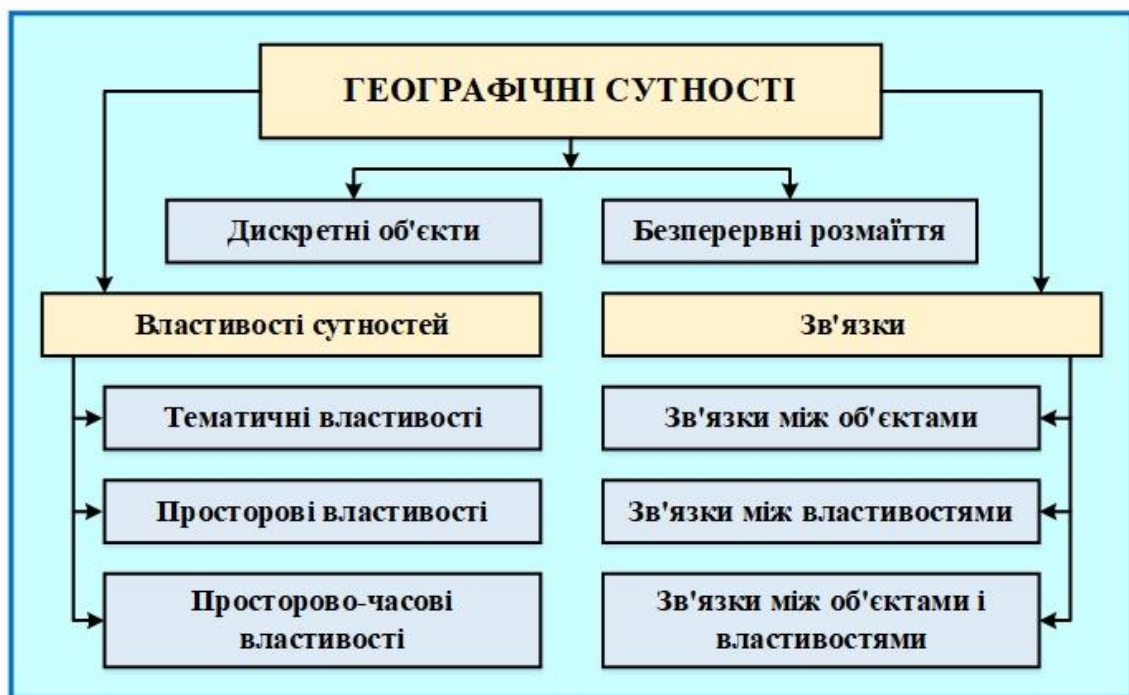 ГЕОГРАФІЧНІ СУТНОСТІ
Дискретні об'єкти
Безперервні розмаїття
Властивості сутностей
Зв'язки
Тематичні властивості
Зв'язки між об'єктами
Просторові властивості
Зв'язки між властивостями
Просторово-часові
властивості
Зв'язки між об'єктами і
властивостями